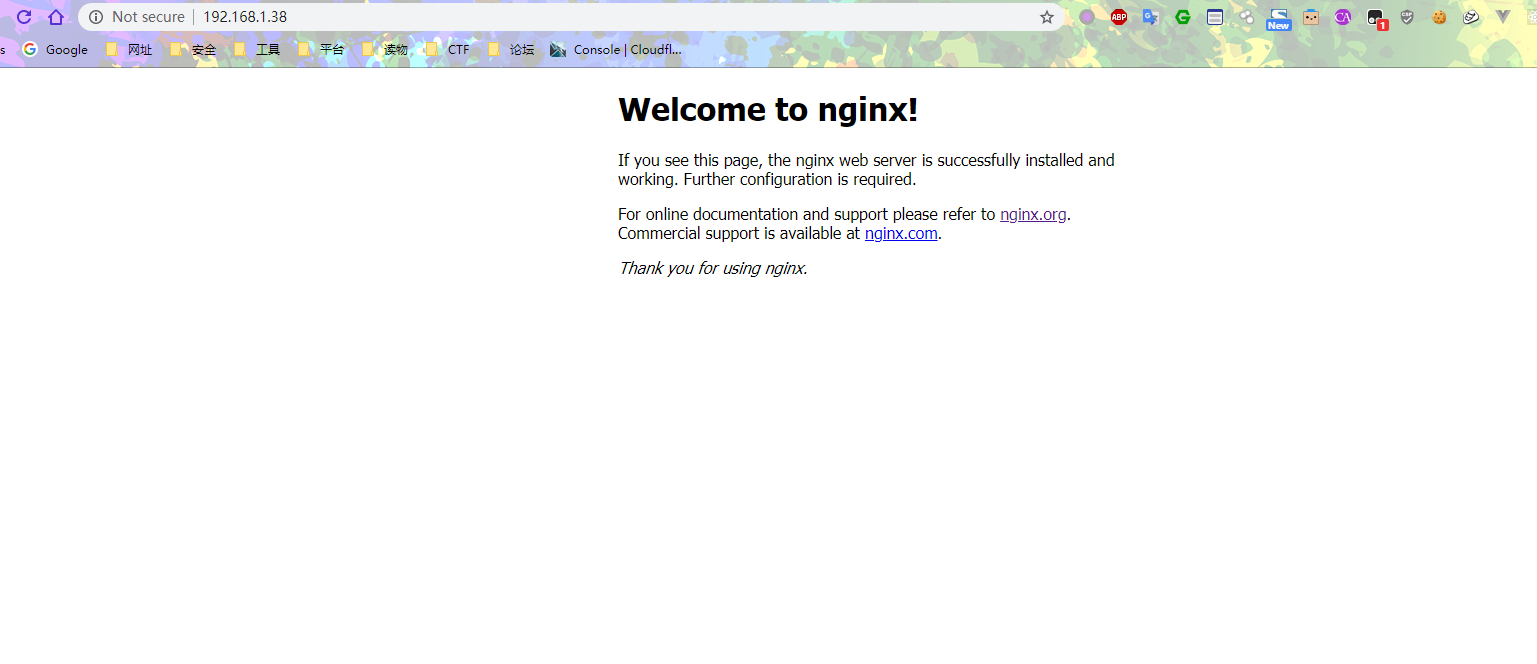 Not secure 192.168.1.38
ABP G CA 1 CSP
New
s Google 网址 安全 工具 平台 读物 CTF 论坛 Console | Cloudfl...
Welcome to nginx!
If you see this page, the nginx web server is successfully installed and
working. Further configuration is required.
For online documentation and support please refer to nginx.org.
Commercial support is available at nginx.com.
Thank you for using nginx.